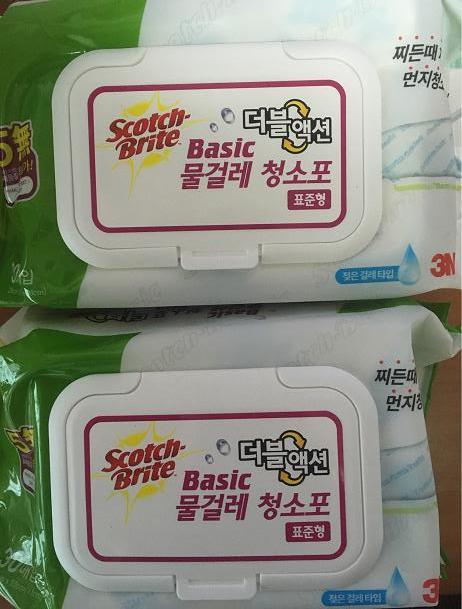 찌든때
먼지청소
Scotch-
Brite
더블액션
Basic
물걸레 청소포
표준형
젖은 걸레 타입
3M
찌든때
먼지청
Scotch-
Brite
더블액션
Basic
물걸레 청소포
표준형
젖은 걸레 타입
3